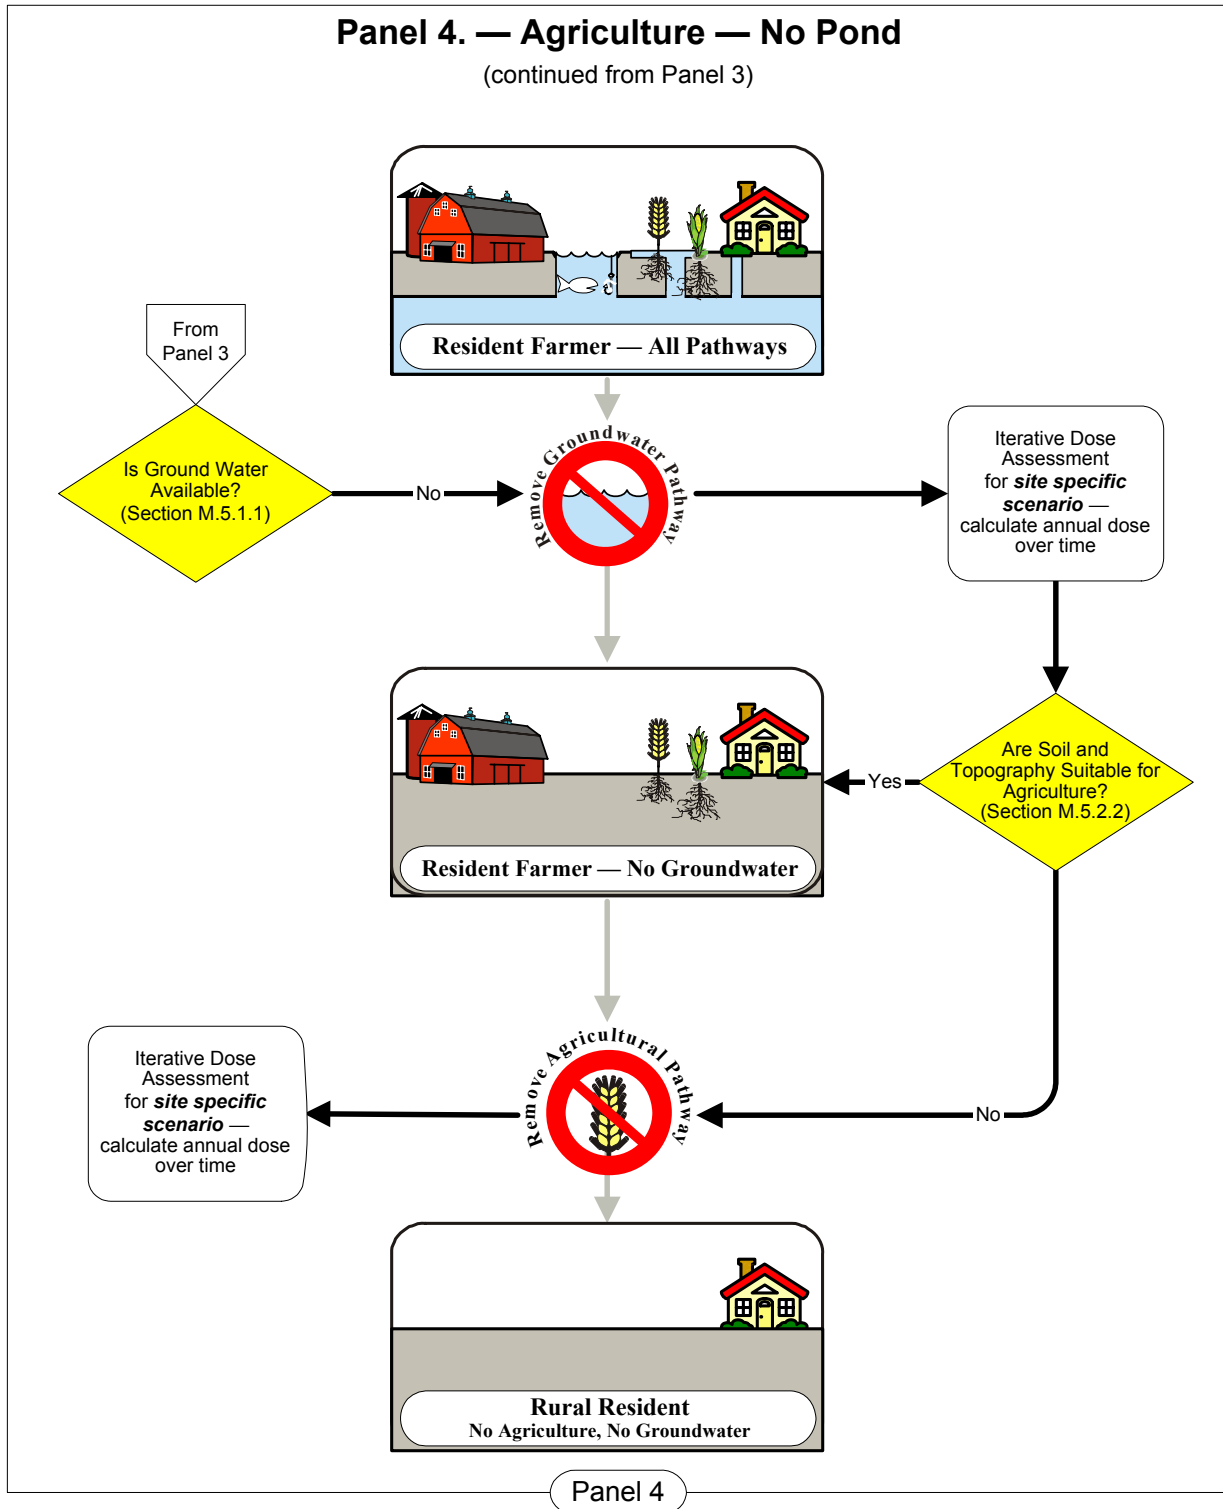 Panel 4. — Agriculture — No Pond
(continued from Panel 3)
Resident Farmer — All Pathways
From
Panel 3
Is Ground Water
Available?
(Section M.5.1.1)
No
Remove Groundwater Pathway
Iterative Dose
Assessment
for site specific
scenario —
calculate annual dose
over time
Are Soil and
Topography Suitable for
Agriculture?
(Section M.5.2.2)
Yes
Resident Farmer — No Groundwater
No
Remove Agricultural Pathway
Iterative Dose
Assessment
for site specific
scenario —
calculate annual dose
over time
Rural Resident
No Agriculture, No Groundwater
Panel 4